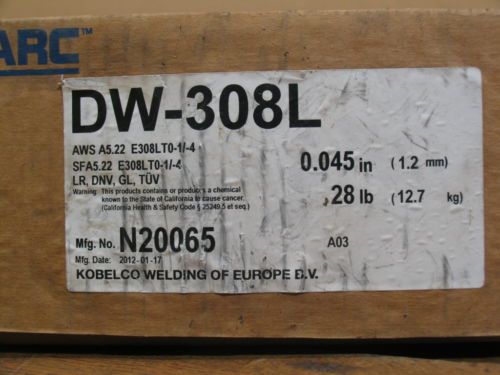 ARC
DW-308L
AWS A5.22 E308LT0-1/-4
SFA5.22 E308LT0-1/-4
LR, DNV, GL, TÜV
0.045 in (1.2 mm)
28 lb (12.7 kg)
Warning: This products contains or produces a chemical
known to the State of California to cause cancer.
(California Health & Safety Code § 25249.5 et seq.)
Mfg. No. N20065 A03
Mfg. Date: 2012-01-17
KOBELCO WELDING OF EUROPE B.V.